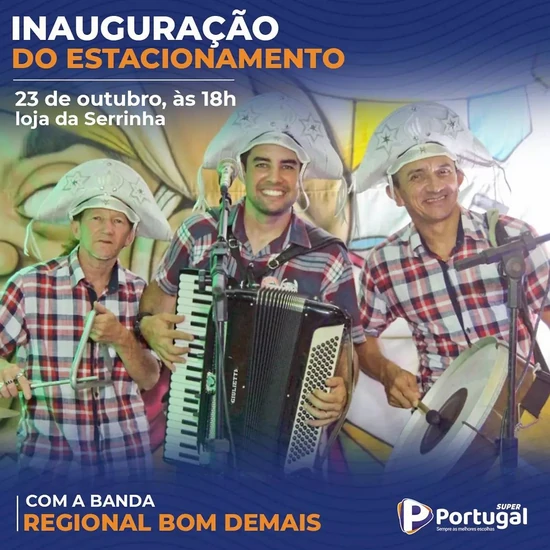 INAUGURAÇÃO
DO ESTACIONAMENTO
23 de outubro, às 18h
loja da Serrinha
GIULIETTI
COM A BANDA
REGIONAL BOM DEMAIS
SUPER
Portugal
Sempre as melhores escolhas